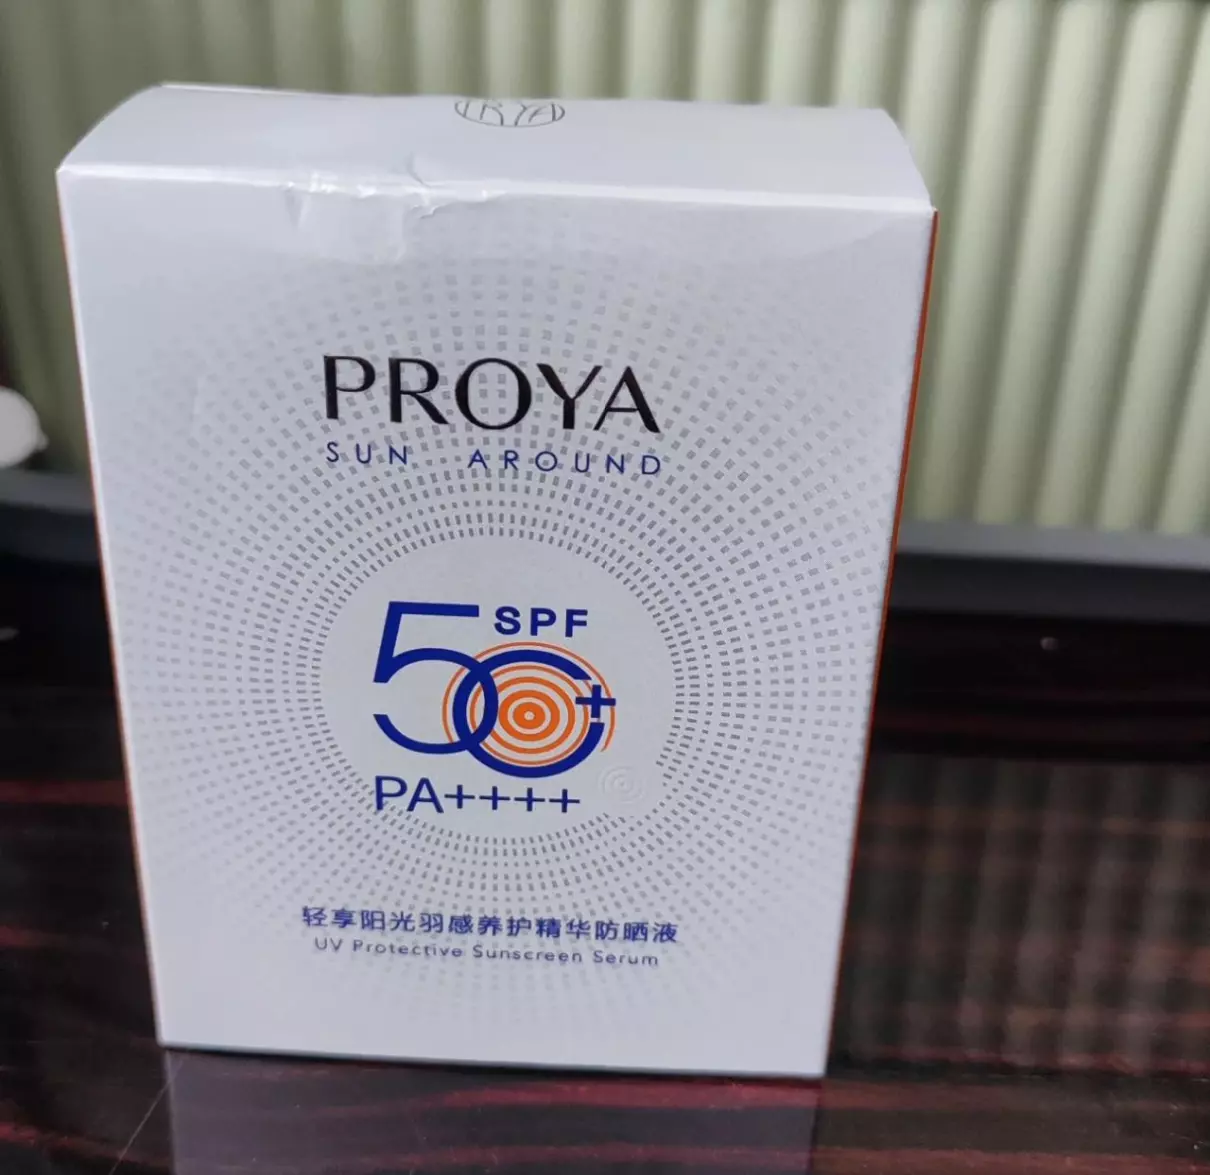 PROYA
PROYA
SUN AROUND
SPF
50+
PA++++
轻享阳光羽感养护精华防晒液
UV Protective Sunscreen Serum